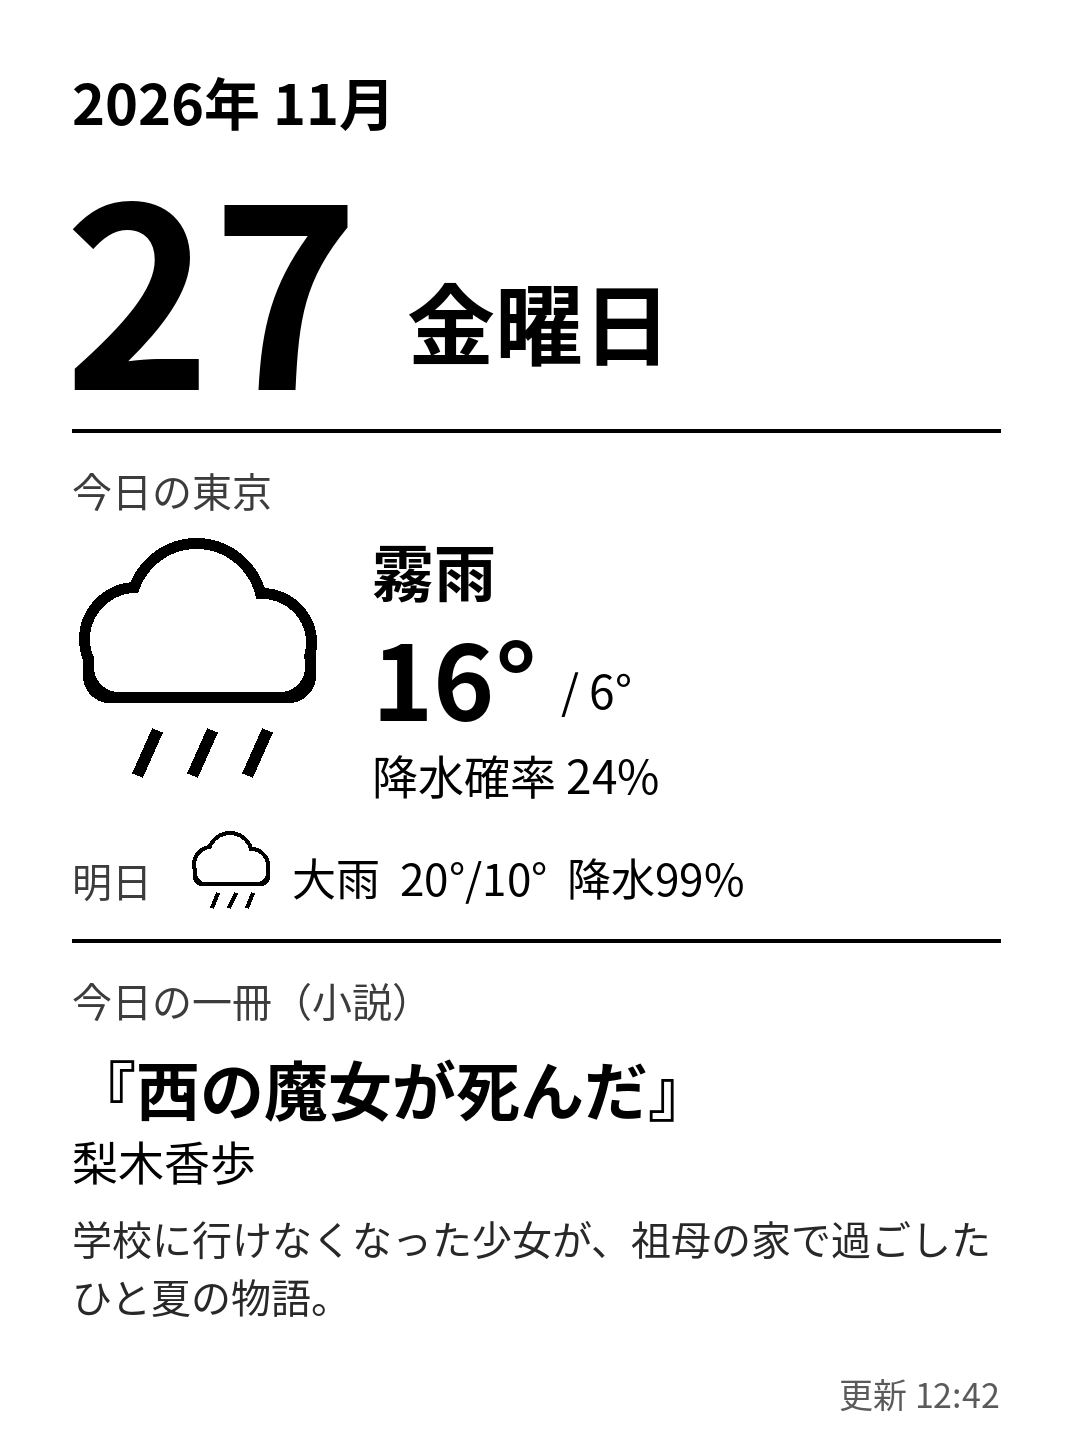 2026年 11月
27 金曜日
今日の東京
霧雨
16° / 6°
降水確率 24%
明日 大雨 20°/10° 降水99%
今日の一冊（小説）
『西の魔女が死んだ』
梨木香歩
学校に行けなくなった少女が、祖母の家で過ごした
ひと夏の物語。
更新 12:42